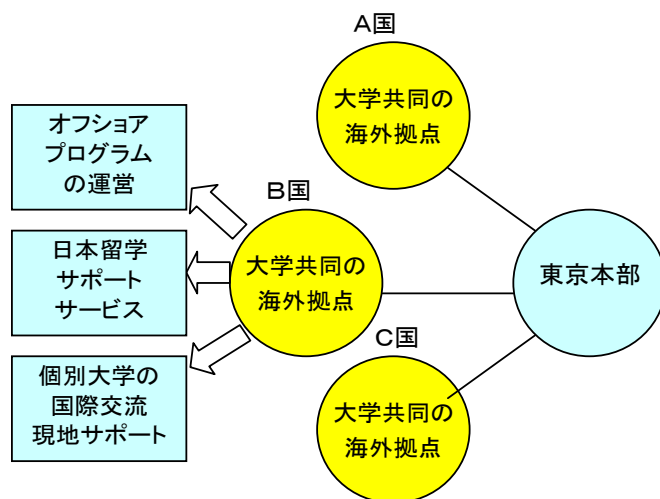 A国
大学共同の
海外拠点
オフショア
プログラム
の運営
B国
大学共同の
海外拠点
日本留学
サポート
サービス
東京本部
C国
大学共同の
海外拠点
個別大学の
国際交流
現地サポート